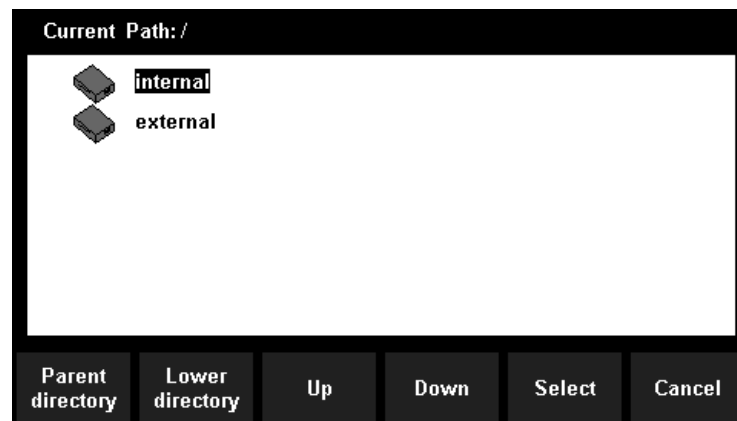 Current Path: /
internal
external
Parent directory
Lower directory
Up
Down
Select
Cancel